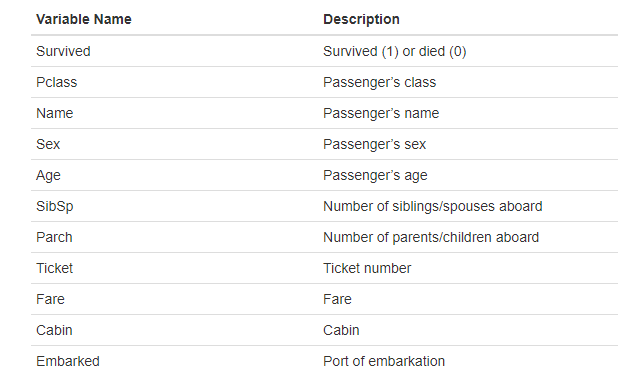 Variable Name Description
Survived Survived (1) or died (0)
Pclass Passenger’s class
Name Passenger’s name
Sex Passenger’s sex
Age Passenger’s age
SibSp Number of siblings/spouses aboard
Parch Number of parents/children aboard
Ticket Ticket number
Fare Fare
Cabin Cabin
Embarked Port of embarkation